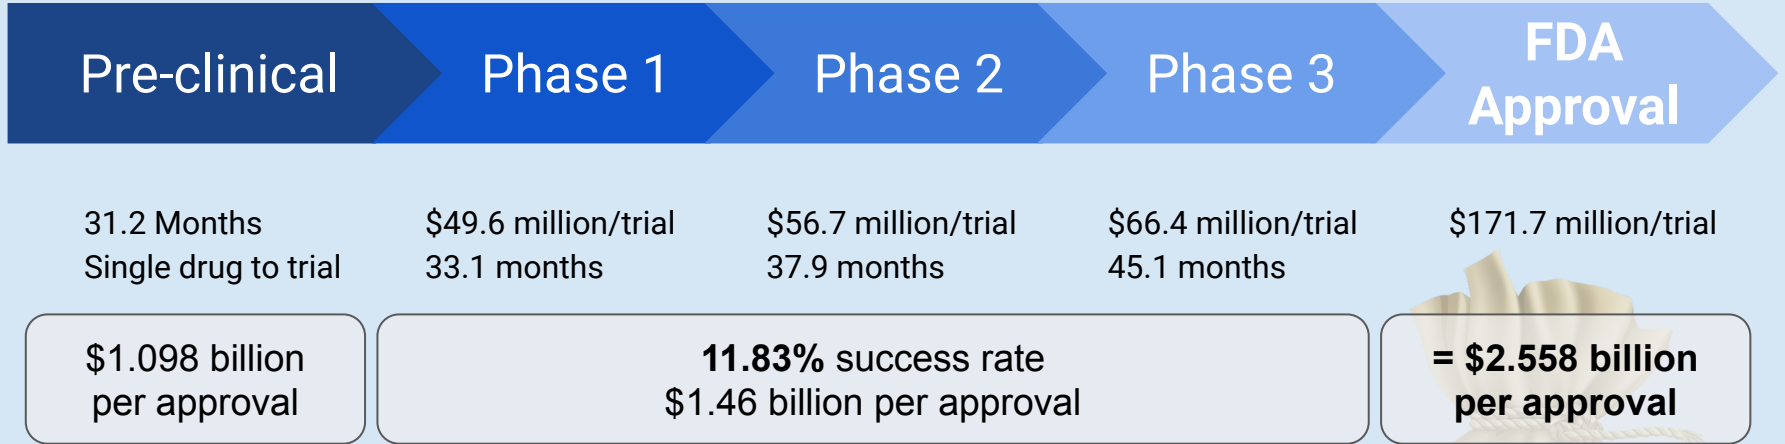 Pre-clinical
Phase 1
Phase 2
Phase 3
FDA
Approval
31.2 Months
Single drug to trial
$49.6 million/trial
33.1 months
$56.7 million/trial
37.9 months
$66.4 million/trial
45.1 months
$171.7 million/trial
$1.098 billion
per approval
11.83% success rate
$1.46 billion per approval
= $2.558 billion
per approval